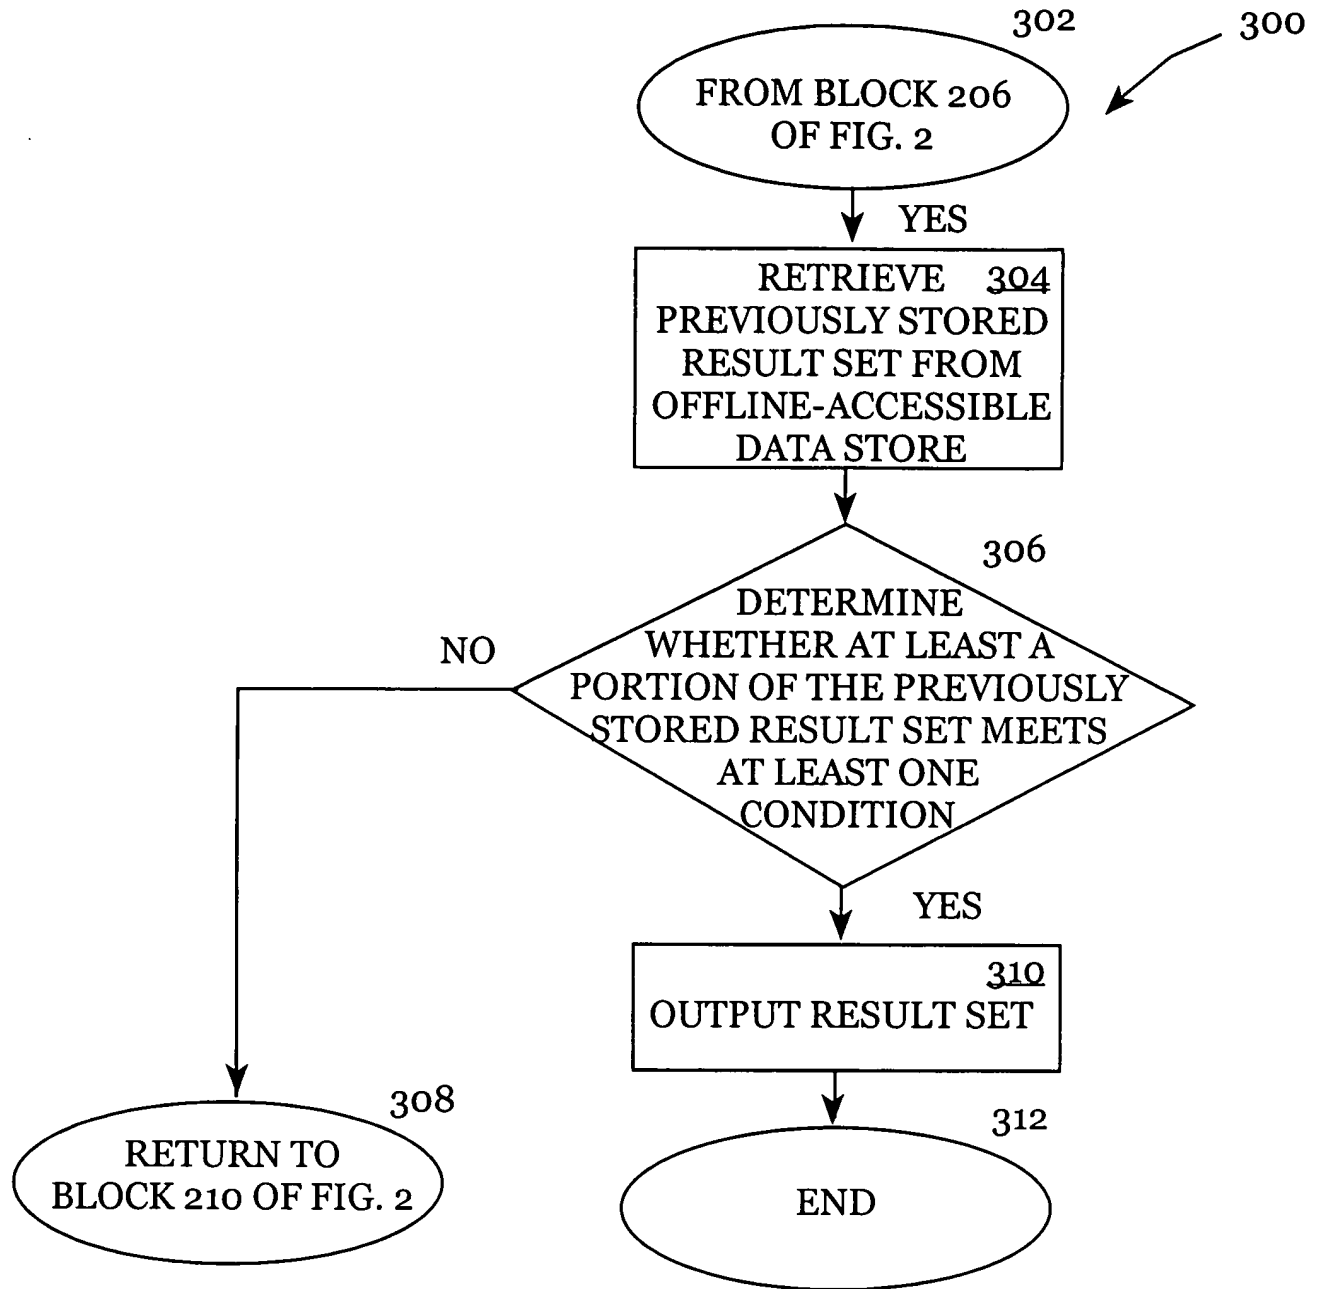 302
300
FROM BLOCK 206
OF FIG. 2
YES
RETRIEVE 304
PREVIOUSLY STORED
RESULT SET FROM
OFFLINE-ACCESSIBLE
DATA STORE
306
DETERMINE
WHETHER AT LEAST A
PORTION OF THE PREVIOUSLY
STORED RESULT SET MEETS
AT LEAST ONE
CONDITION
NO
YES
310
OUTPUT RESULT SET
308
RETURN TO
BLOCK 210 OF FIG. 2
312
END